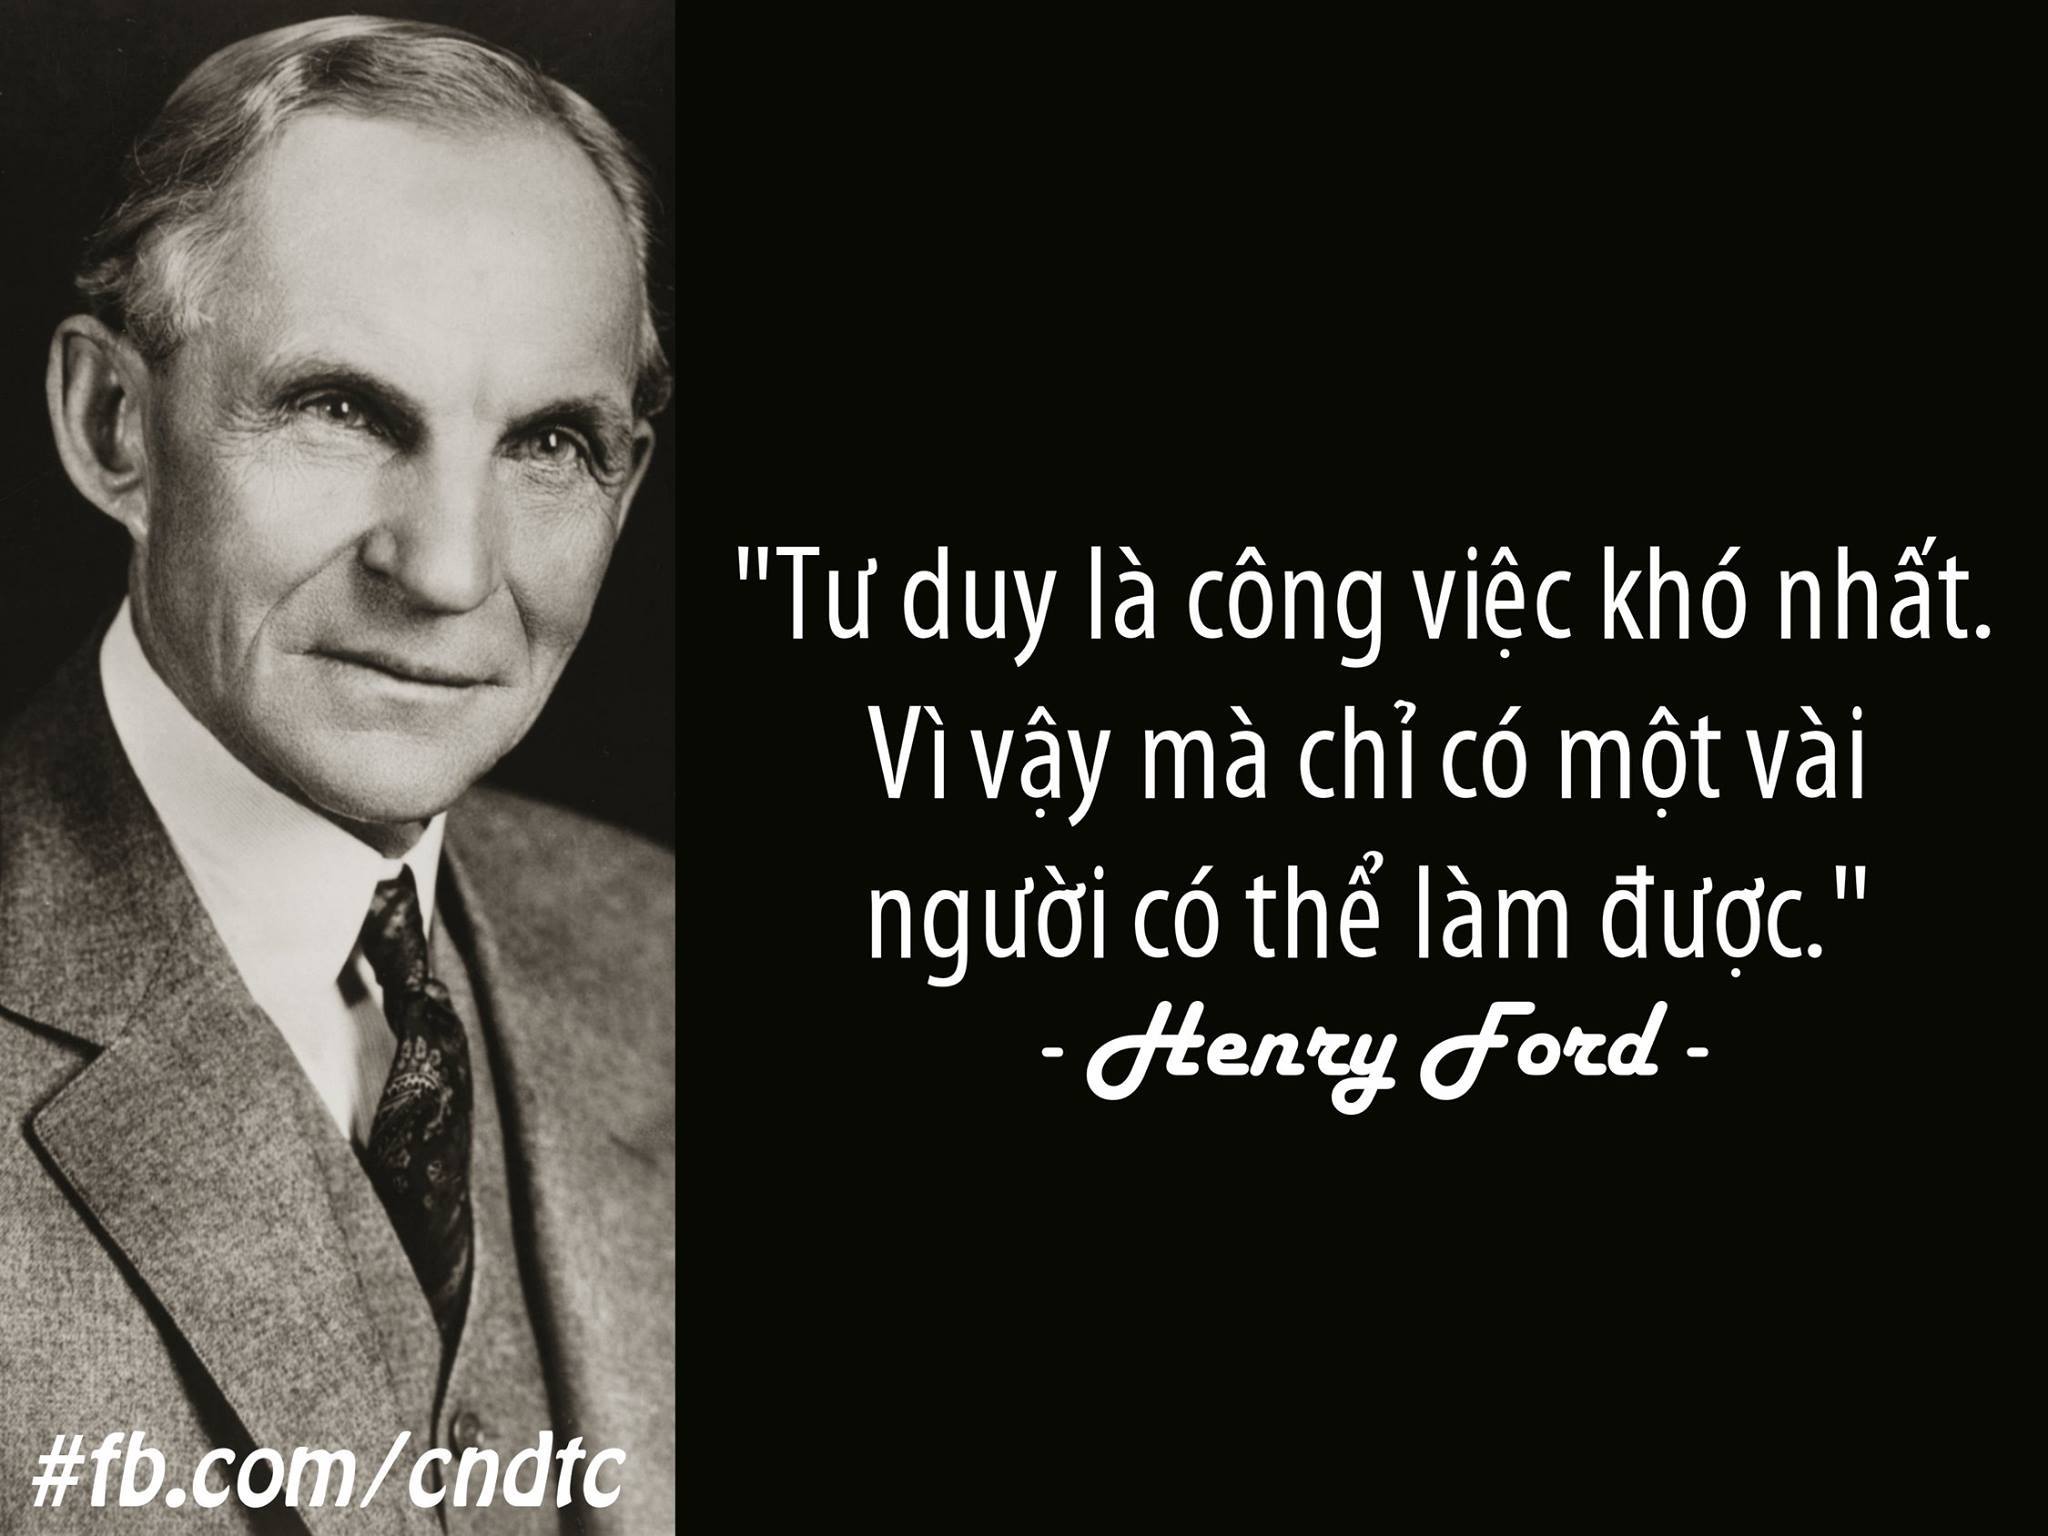 "Tư duy là công việc khó nhất.
Vì vậy mà chỉ có một vài
người có thể làm được."
- Henry Ford -
#fb.com/cndtc